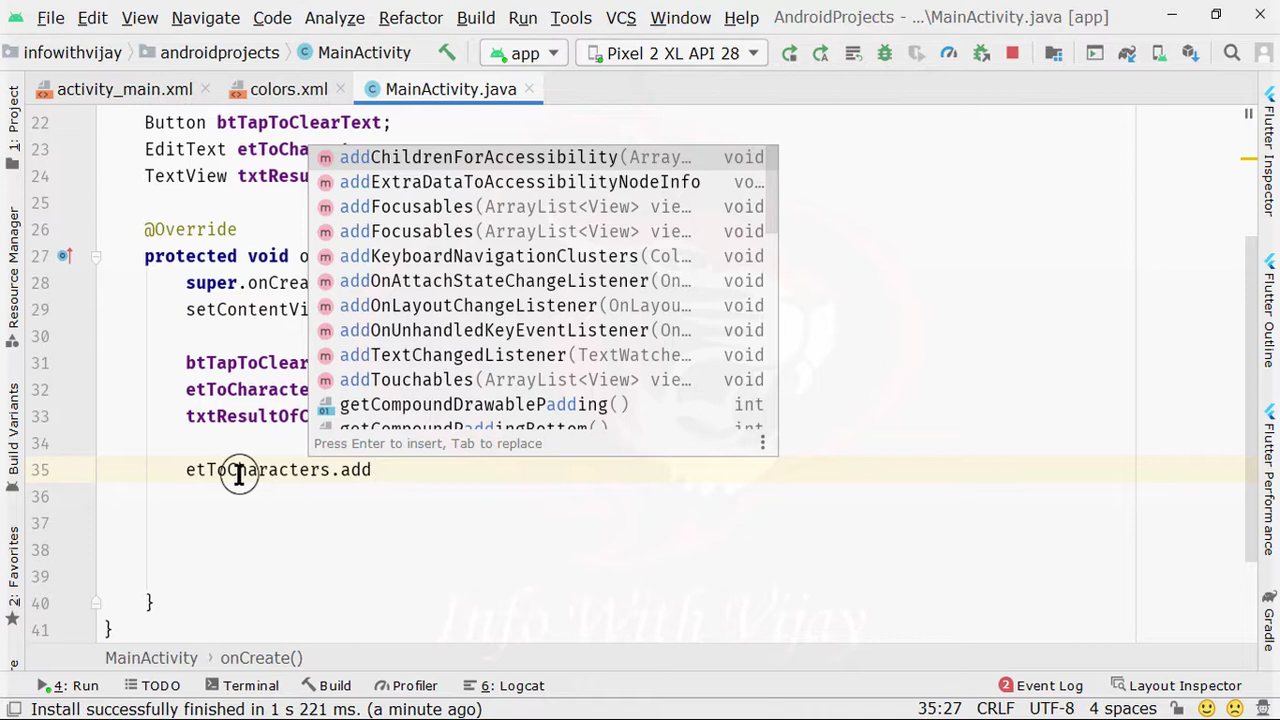 File Edit View Navigate Code Analyze Refactor Build Run Tools VCS Window Help AndroidProjects - ...\MainActivity.java [app]
infowithvijay androidprojects MainActivity app Pixel 2 XL API 28
activity_main.xml colors.xml MainActivity.java
1: Project
Resource Manager
Build Variants
2: Favorites
22 Button btTapToClearText;
23 EditText etToCha
24 TextView txtResu
25
26 @Override
27 protected void o
28 super.onCrea
29 setContentVi
30
31 btTapToClear
32 etToCharacte
33 txtResultOfC
34
35 etToCharacters.add
36
37
38
39
40 }
41 }
addChildrenForAccessibility(Array… void
addExtraDataToAccessibilityNodeInfo vo…
addFocusables(ArrayList<View> vie… void
addFocusables(ArrayList<View> vie… void
addKeyboardNavigationClusters(Col… void
addOnAttachStateChangeListener(On… void
addOnLayoutChangeListener(OnLayou… void
addOnUnhandledKeyEventListener(On… void
addTextChangedListener(TextWatche… void
addTouchables(ArrayList<View> vie… void
getCompoundDrawablePadding() int
getCompoundPaddingBottom() int
Press Enter to insert, Tab to replace
Info With Vijay
Flutter Inspector
Flutter Outline
Flutter Performance
Gradle
MainActivity onCreate()
4: Run TODO Terminal Build Profiler 6: Logcat 2 Event Log Layout Inspector
Install successfully finished in 1 s 221 ms. (a minute ago) 35:27 CRLF UTF-8 4 spaces